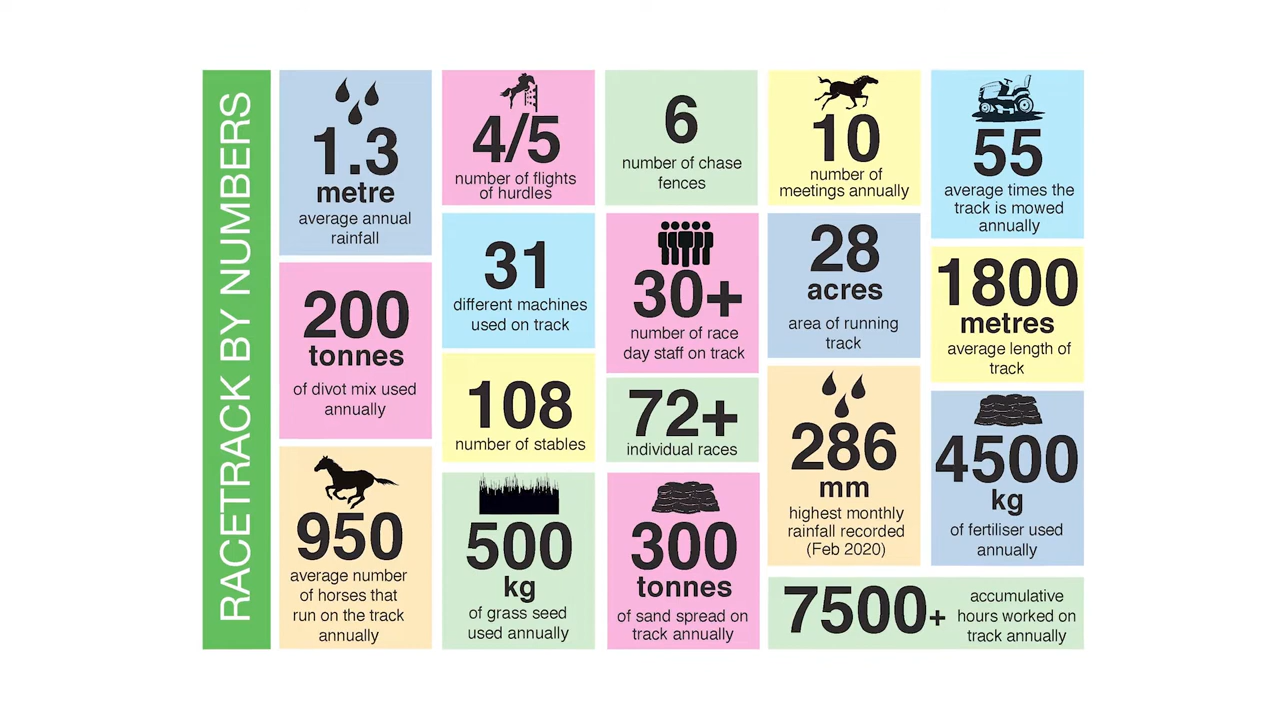 RACETRACK BY NUMBERS
1.3
metre
average annual
rainfall
200
tonnes
of divot mix used
annually
950
average number
of horses that
run on the track
annually
4/5
number of flights
of hurdles
31
different machines
used on track
108
number of stables
500
kg
of grass seed
used annually
6
number of chase
fences
30+
number of race
day staff on track
72+
individual races
300
tonnes
of sand spread on
track annually
10
number of
meetings annually
28
acres
area of running
track
286
mm
highest monthly
rainfall recorded
(Feb 2020)
55
average times the
track is mowed
annually
1800
metres
average length of
track
4500
kg
of fertiliser used
annually
7500+
accumulative
hours worked on
track annually